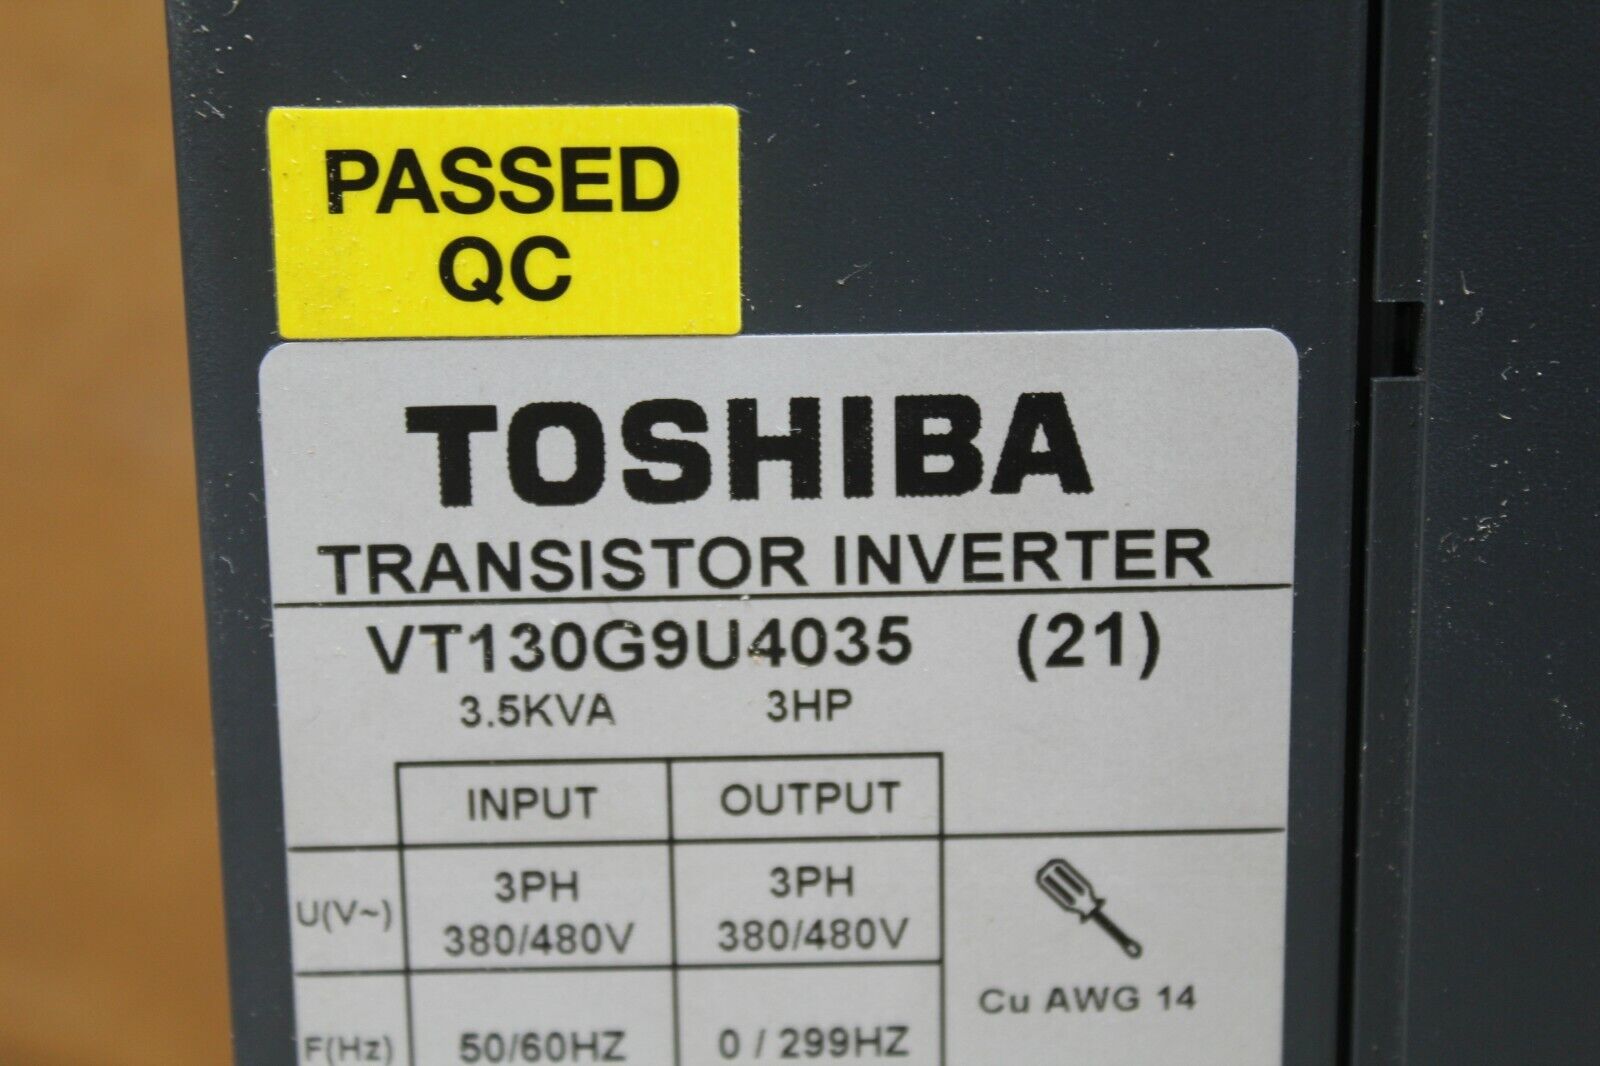 PASSED
QC
TOSHIBA
TRANSISTOR INVERTER
VT130G9U4035 (21)
3.5KVA 3HP
INPUT OUTPUT
U(V~) 3PH 380/480V 3PH 380/480V
Cu AWG 14
F(Hz) 50/60HZ 0 / 299HZ